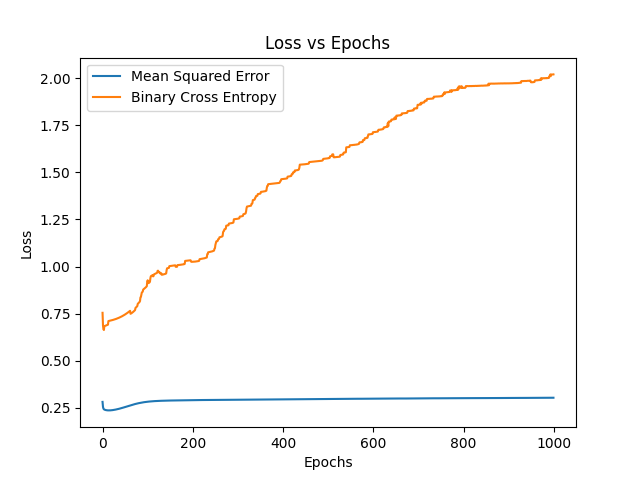 Loss vs Epochs
Mean Squared Error
Binary Cross Entropy
2.00
1.75
1.50
1.25
1.00
0.75
0.50
0.25
Loss
0 200 400 600 800 1000
Epochs